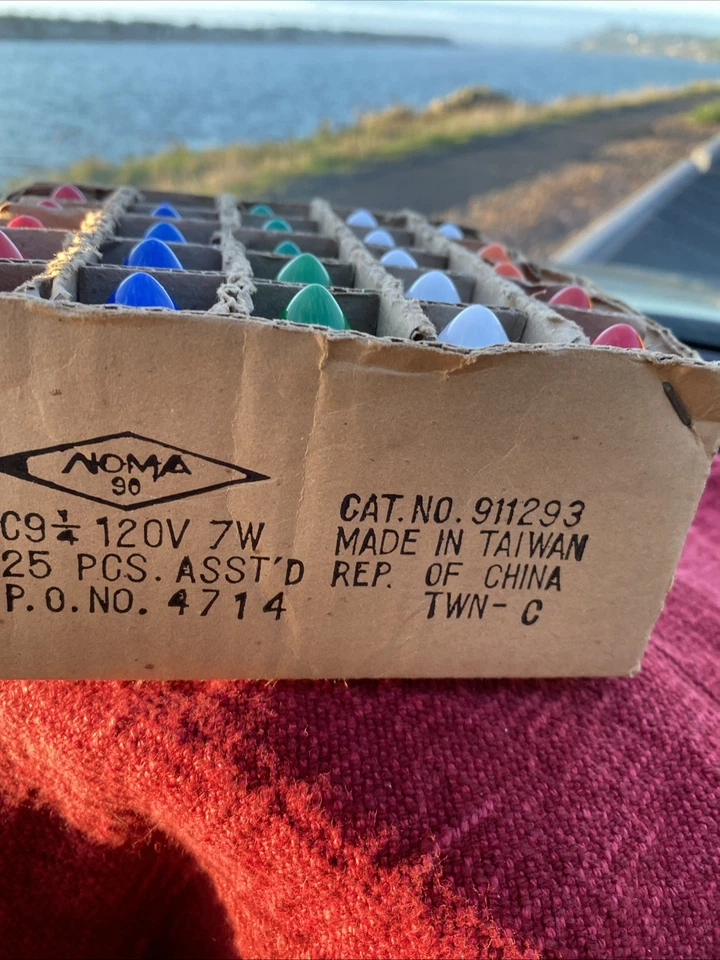 NOMA
90
C9¼ 120V 7W
25 PCS. ASST'D
P.O.NO. 4714
CAT.NO. 911293
MADE IN TAIWAN
REP. OF CHINA
TWN- C